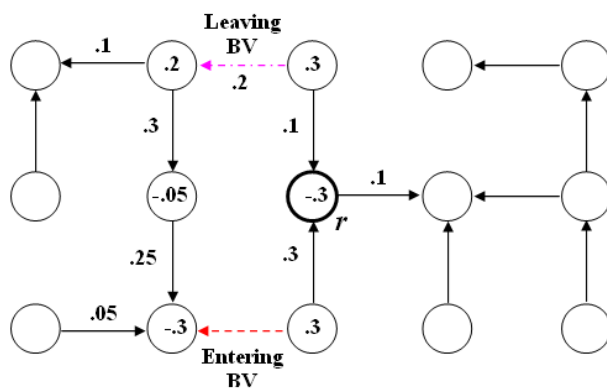 Leaving
BV
.1
.2
.2
.3
.3
.1
-.05
-.3
.1
r
.25
.3
.05
-.3
.3
Entering
BV